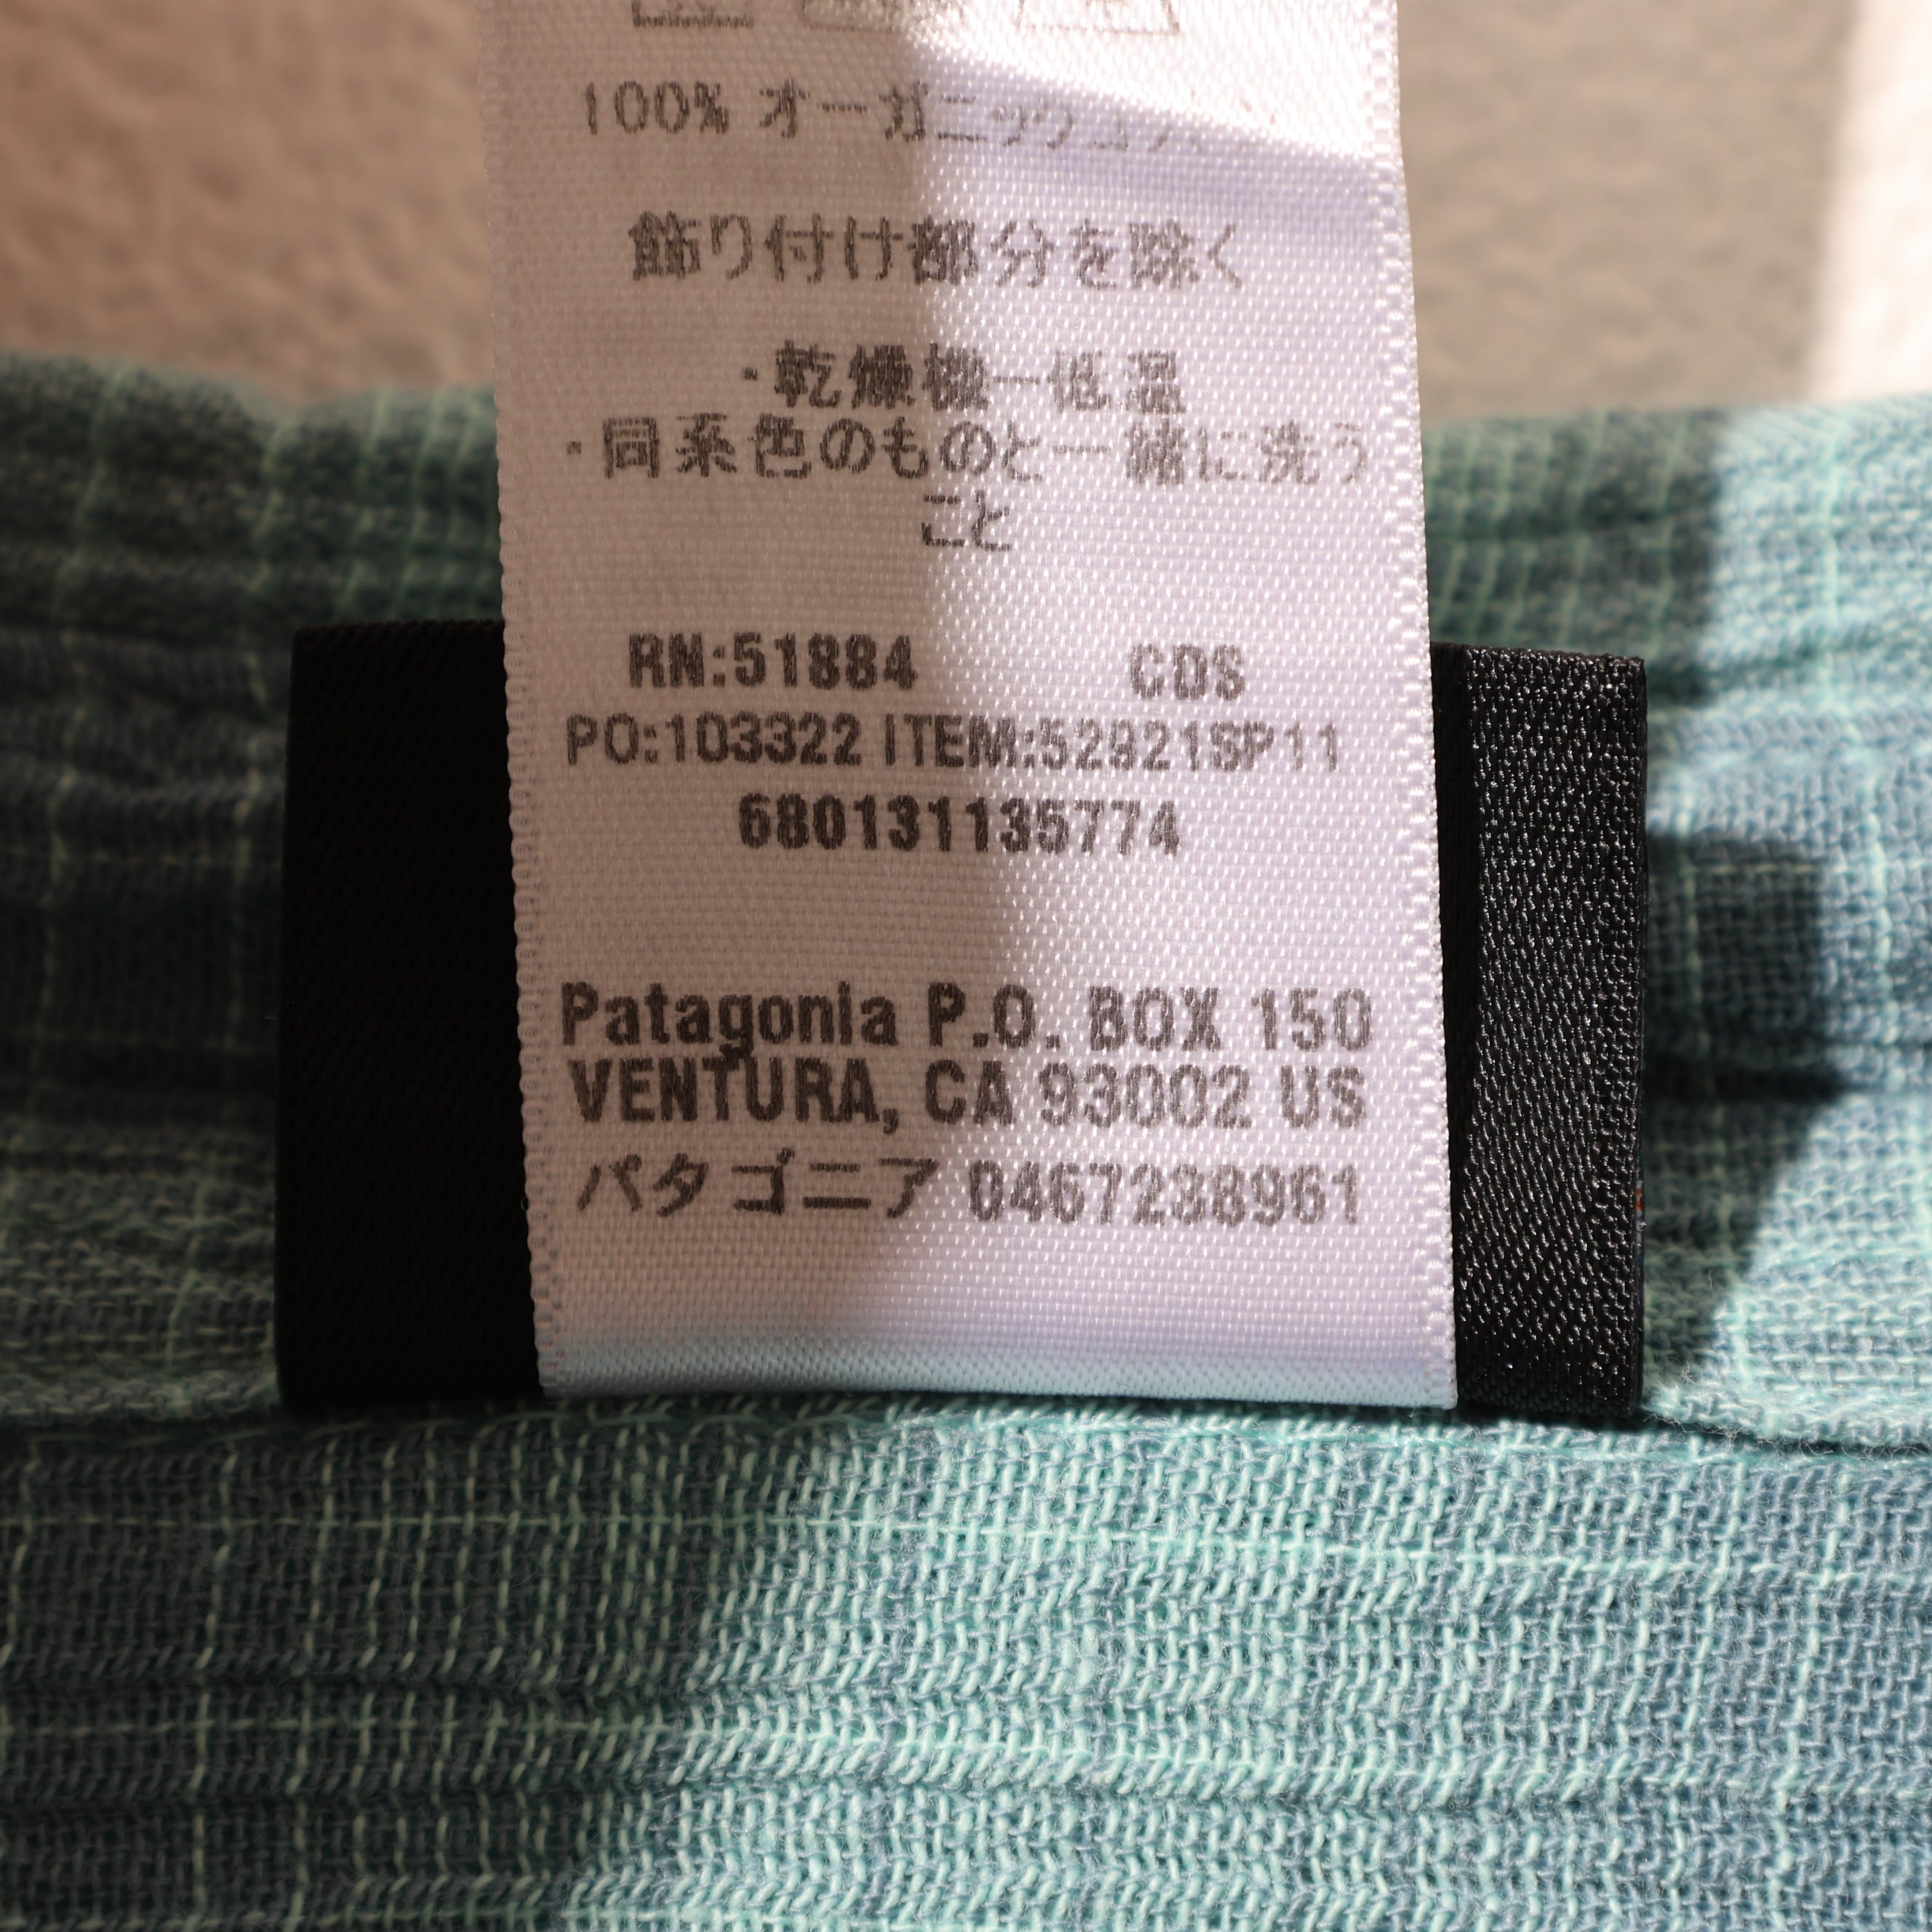 100% オーガニックコットン
飾り付け部分を除く
・乾燥機ー低温
・同系色のものと一緒に洗う
こと
RN:51884 CDS
PO:103322 ITEM:52921SP11
680131135774
Patagonia P.O. BOX 150
VENTURA, CA 93002 US
パタゴニア 0467238961